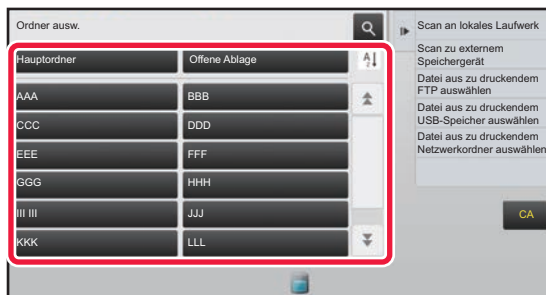 Ordner ausw.
Hauptordner
Offene Ablage
AAA
BBB
CCC
DDD
EEE
FFF
GGG
HHH
III III
JJJ
KKK
LLL
Scan an lokales Laufwerk
Scan zu externem
Speichergerät
Datei aus zu druckendem
FTP auswählen
Datei aus zu druckendem
USB-Speicher auswählen
Datei aus zu druckendem
Netzwerkordner auswählen
CA